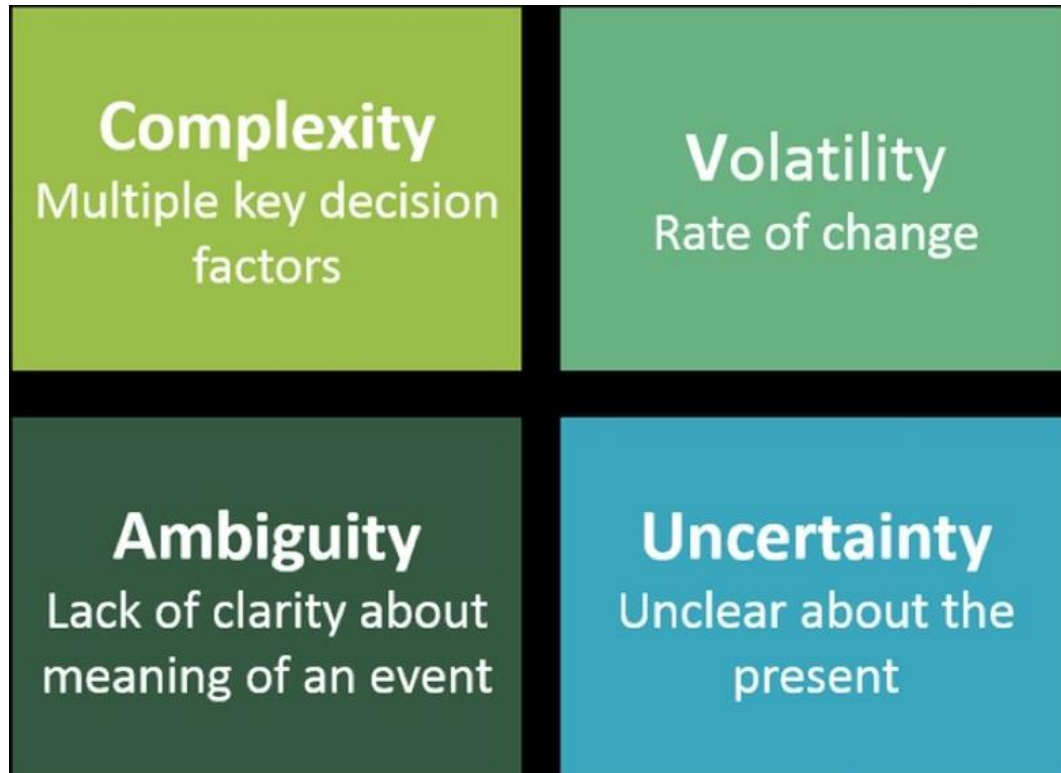 Complexity
Multiple key decision
factors
Volatility
Rate of change
Ambiguity
Lack of clarity about
meaning of an event
Uncertainty
Unclear about the
present